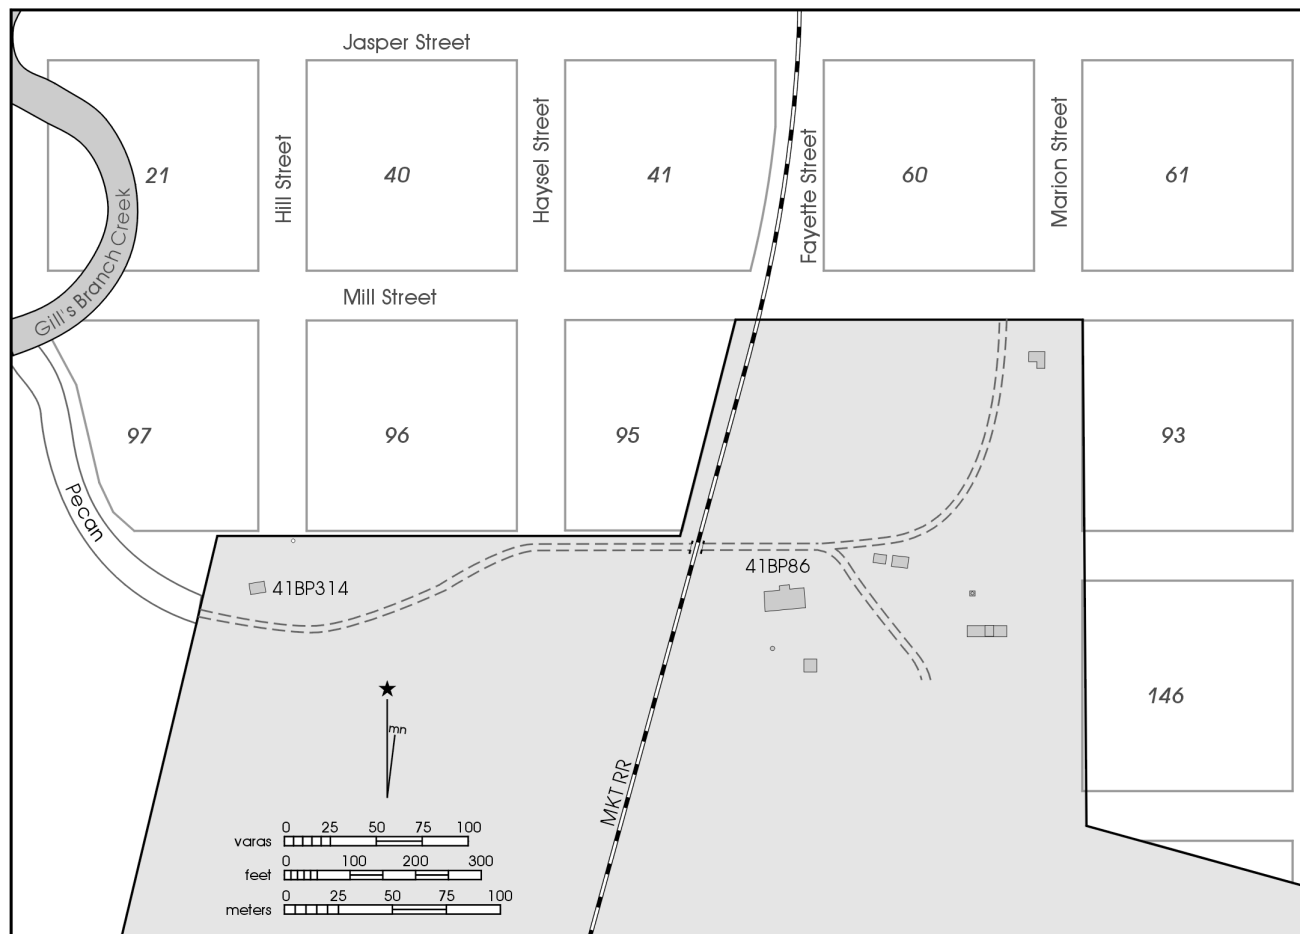 Jasper Street
Hill Street
Haysel Street
Fayette Street
Marion Street
21
40
41
60
61
Gill's Branch Creek
Mill Street
97
96
95
93
Pecan
41BP314
41BP86
146
mn
MKT RR
0 25 50 75 100
varas
0 100 200 300
feet
0 25 50 75 100
meters